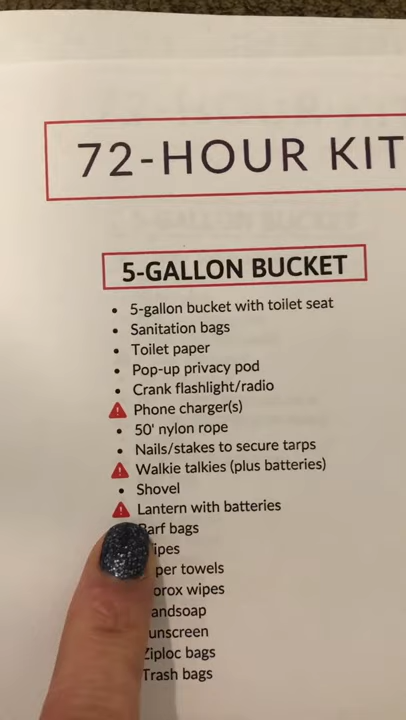 72-HOUR KIT
5-GALLON BUCKET
• 5-gallon bucket with toilet seat
• Sanitation bags
• Toilet paper
• Pop-up privacy pod
• Crank flashlight/radio
Phone charger(s)
• 50' nylon rope
• Nails/stakes to secure tarps
Walkie talkies (plus batteries)
• Shovel
Lantern with batteries
Barf bags
ipes
per towels
orox wipes
andsoap
unscreen
Ziploc bags
Trash bags